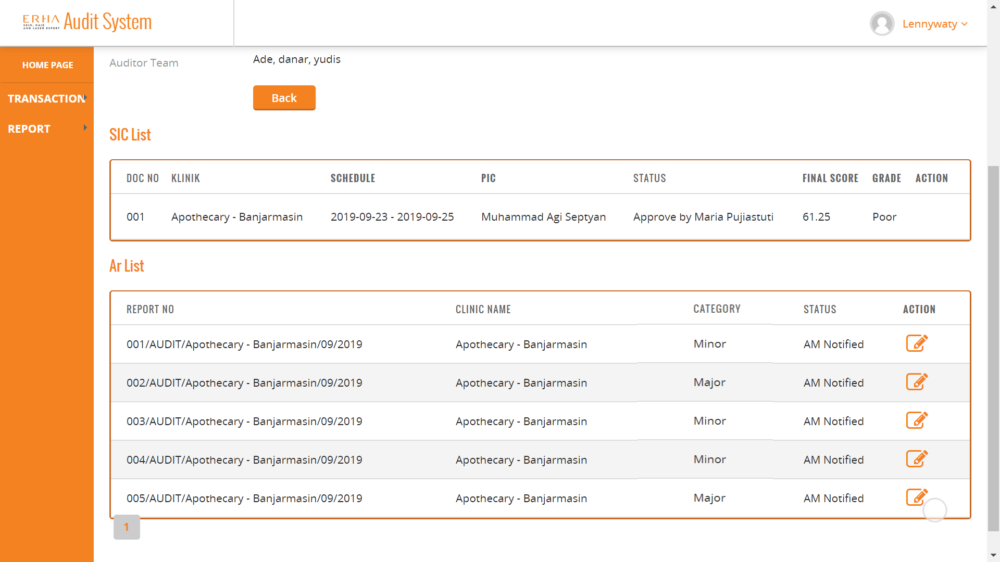 ERHA
SKIN, HAIR
AND LASER EXPERT
Audit System
Lennywaty
HOME PAGE
TRANSACTION
REPORT
Auditor Team
Ade, danar, yudis
Back
SIC List
DOC NO KLINIK SCHEDULE PIC STATUS FINAL SCORE GRADE ACTION
001 Apothecary - Banjarmasin 2019-09-23 - 2019-09-25 Muhammad Agi Septyan Approve by Maria Pujiastuti 61.25 Poor
Ar List
REPORT NO CLINIC NAME CATEGORY STATUS ACTION
001/AUDIT/Apothecary - Banjarmasin/09/2019 Apothecary - Banjarmasin Minor AM Notified
002/AUDIT/Apothecary - Banjarmasin/09/2019 Apothecary - Banjarmasin Major AM Notified
003/AUDIT/Apothecary - Banjarmasin/09/2019 Apothecary - Banjarmasin Minor AM Notified
004/AUDIT/Apothecary - Banjarmasin/09/2019 Apothecary - Banjarmasin Minor AM Notified
005/AUDIT/Apothecary - Banjarmasin/09/2019 Apothecary - Banjarmasin Major AM Notified
1